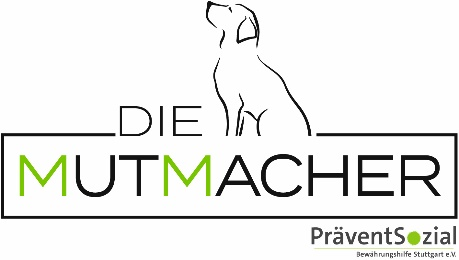 DIE
MUTMACHER
PräventSozial
Bewährungshilfe Stuttgart e.V.